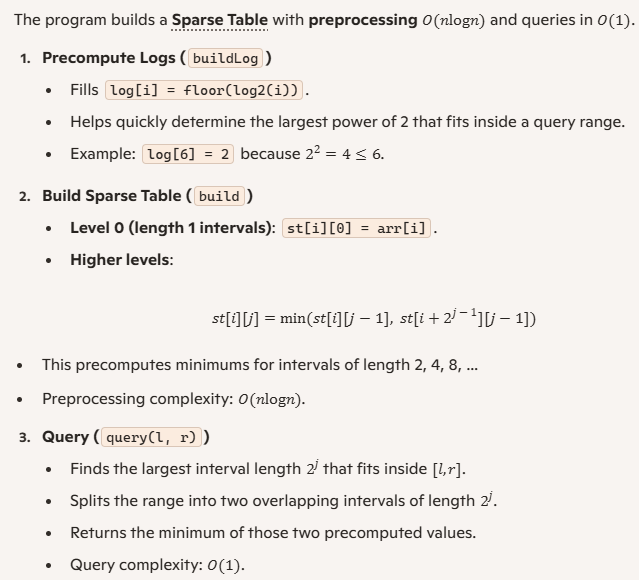 The program builds a Sparse Table with preprocessing O(nlogn) and queries in O(1).
1. Precompute Logs ( buildLog )
• Fills log[i] = floor(log2(i)) .
• Helps quickly determine the largest power of 2 that fits inside a query range.
• Example: log[6] = 2 because 2² = 4 ≤ 6.
2. Build Sparse Table ( build )
• Level 0 (length 1 intervals): st[i][0] = arr[i] .
• Higher levels:
st[i][j] = min(st[i][j − 1], st[i + 2^{j − 1}][j − 1])
• This precomputes minimums for intervals of length 2, 4, 8, ...
• Preprocessing complexity: O(nlogn).
3. Query ( query(l, r) )
• Finds the largest interval length 2^j that fits inside [l,r].
• Splits the range into two overlapping intervals of length 2^j.
• Returns the minimum of those two precomputed values.
• Query complexity: O(1).